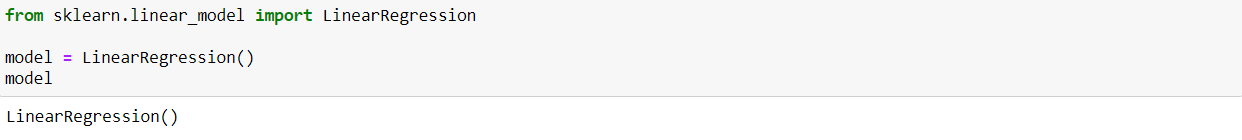 from sklearn.linear_model import LinearRegression
model = LinearRegression()
model
LinearRegression()